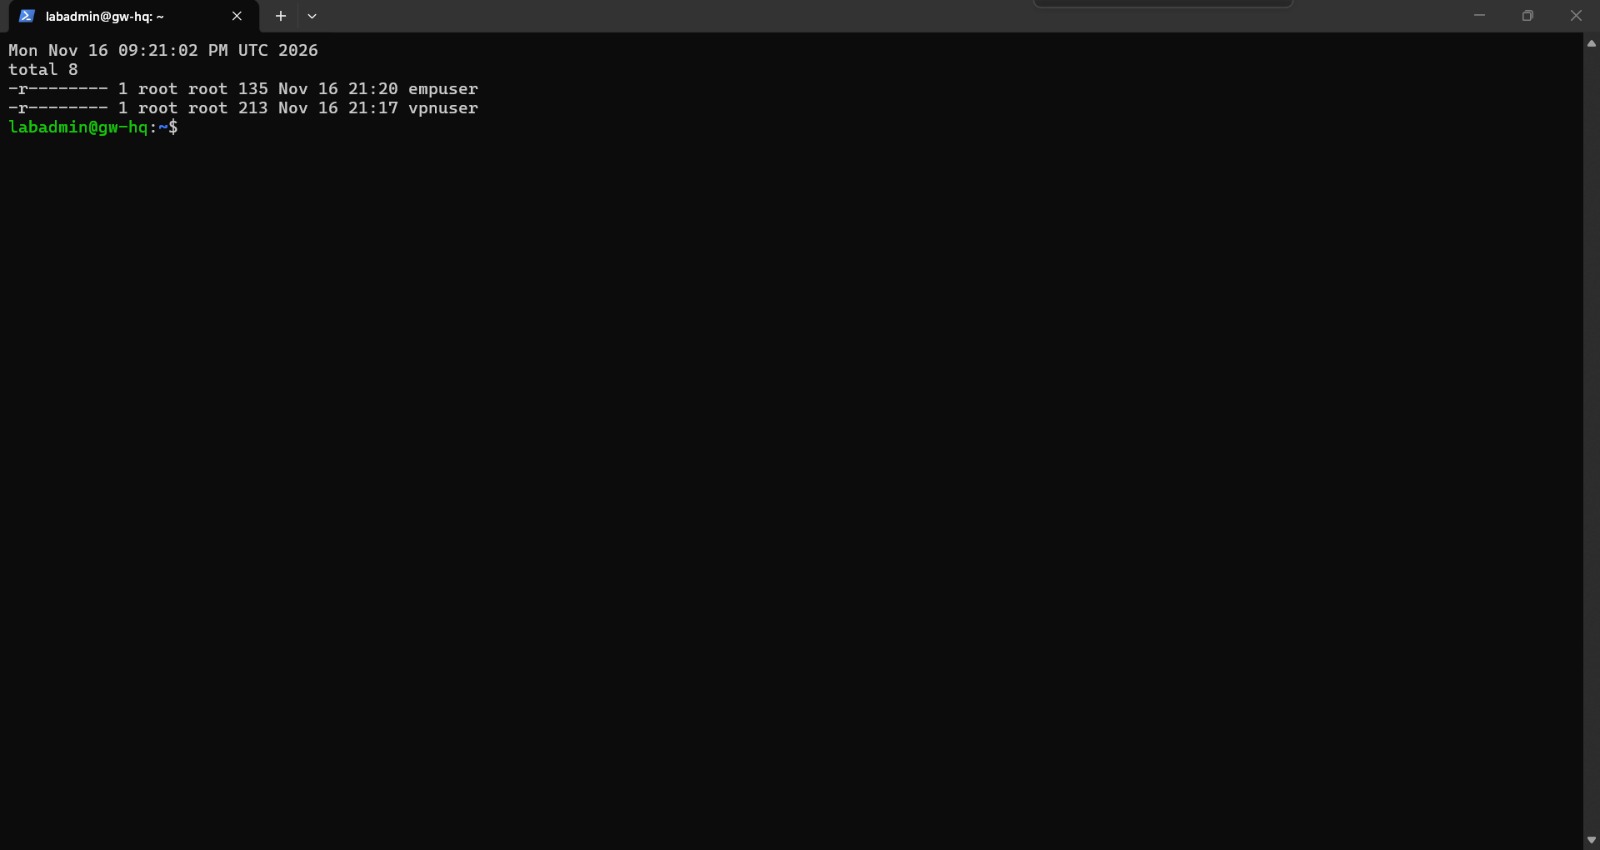 labadmin@gw-hq: ~
Mon Nov 16 09:21:02 PM UTC 2026
total 8
-r-------- 1 root root 135 Nov 16 21:20 empuser
-r-------- 1 root root 213 Nov 16 21:17 vpnuser
labadmin@gw-hq:~$